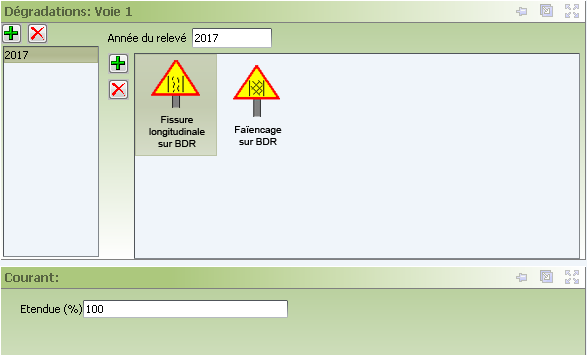 Dégradations: Voie 1
Année du relevé 2017
2017
Fissure
longitudinale
sur BDR
Faïencage
sur BDR
Courant:
Etendue (%) 100